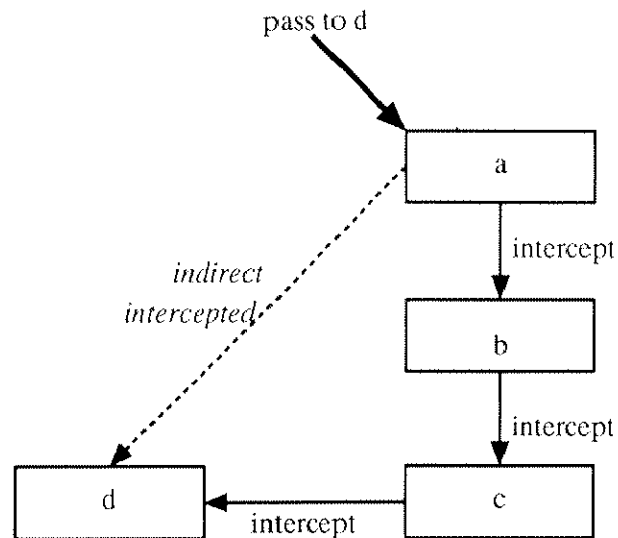 pass to d
a
intercept
indirect
intercepted
b
intercept
d
c
intercept